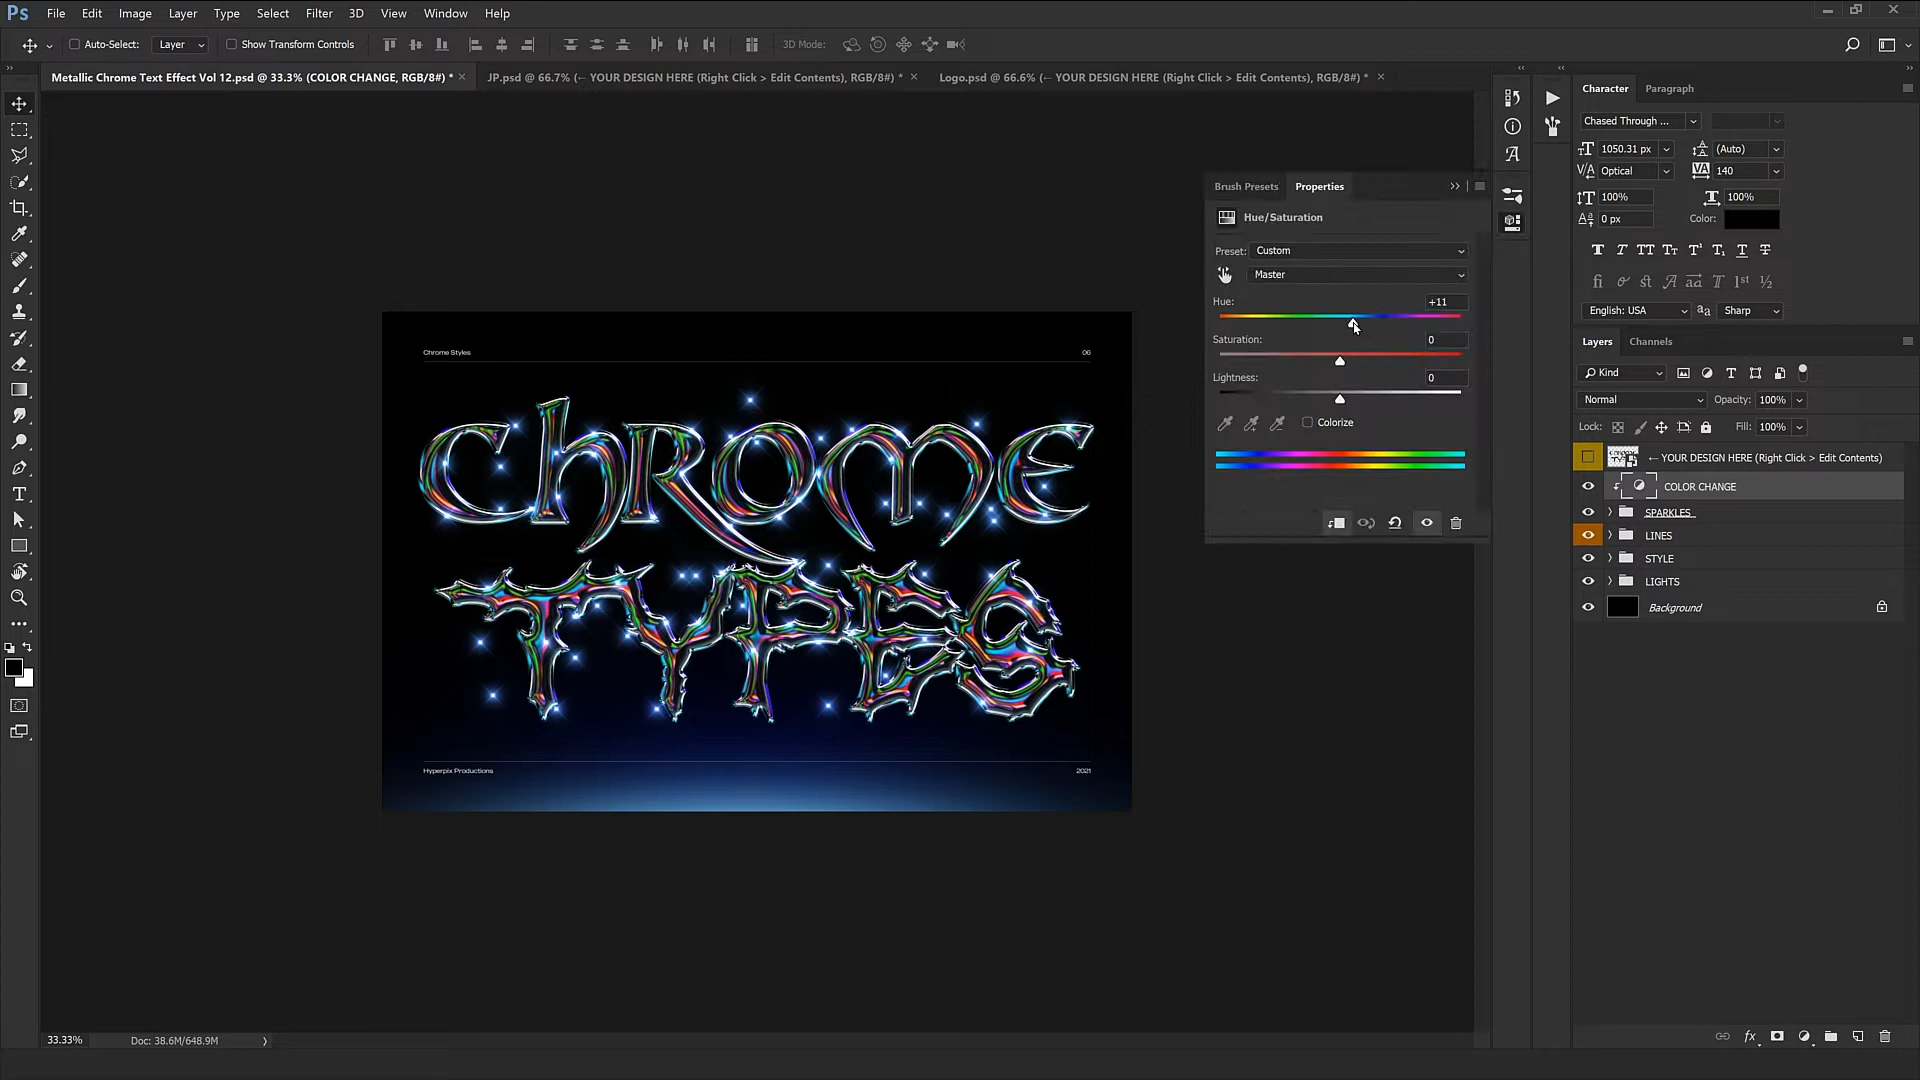 Ps File Edit Image Layer Type Select Filter 3D View Window Help
Auto-Select: Layer Show Transform Controls 3D Mode:
Metallic Chrome Text Effect Vol 12.psd @ 33.3% (COLOR CHANGE, RGB/8#) *
JP.psd @ 66.7% (← YOUR DESIGN HERE (Right Click > Edit Contents), RGB/8#) *
Logo.psd @ 66.6% (← YOUR DESIGN HERE (Right Click > Edit Contents), RGB/8#) *
Chrome Styles
06
CHROME
TYPES
Hyperpix Productions
2021
Brush Presets Properties
Hue/Saturation
Preset: Custom
Master
Hue: +11
Saturation: 0
Lightness: 0
Colorize
Character Paragraph
Chased Through ...
1050.31 px (Auto)
Optical 140
100% 100%
0 px Color:
English: USA Sharp
Layers Channels
Kind
Normal Opacity: 100%
Lock: Fill: 100%
← YOUR DESIGN HERE (Right Click > Edit Contents)
COLOR CHANGE
SPARKLES
LINES
STYLE
LIGHTS
Background
33.33% Doc: 38.6M/648.9M